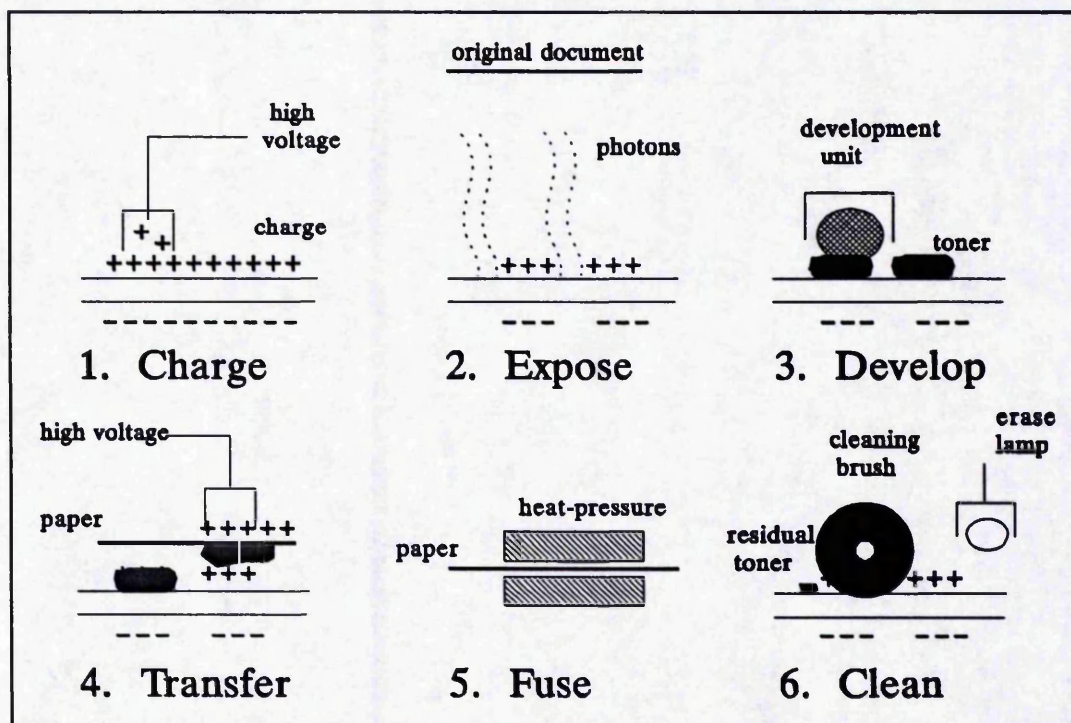 high
voltage
charge
+ +
+ + + + + + + + + +
1. Charge
original document
photons
+ + + + + +
2. Expose
development
unit
toner
3. Develop
high voltage
paper
+ + + + +
+ + +
4. Transfer
heat-pressure
paper
5. Fuse
cleaning
brush
erase
lamp
residual
toner
+ + + +
6. Clean